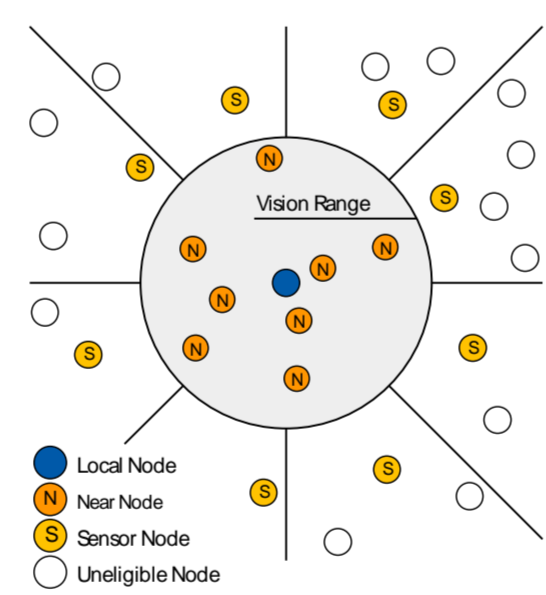 S
S
N
S
S
Vision Range
N
N
N
N
N
N
S
S
N
S
S
Local Node
N Near Node
S Sensor Node
Uneligible Node